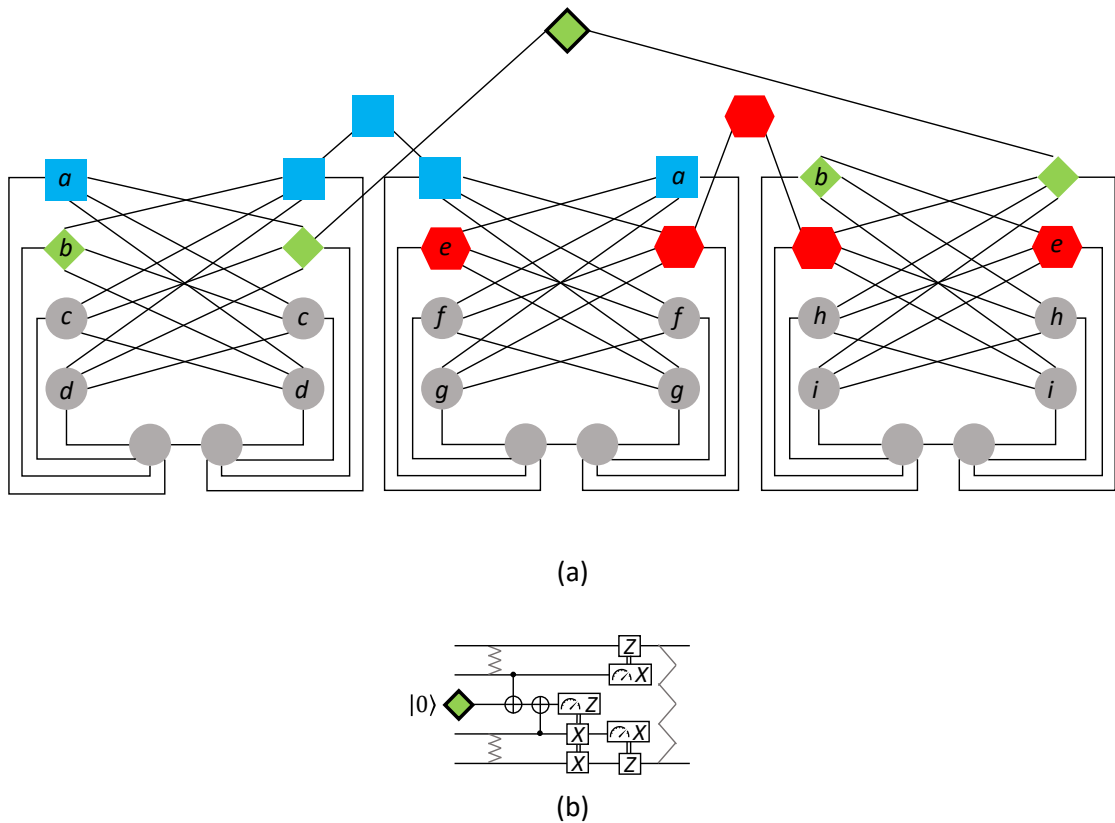 a a b
b e e
c c f f h h
d d g g i i
(a)
Z
X
|0⟩ Z
X X
X Z
(b)